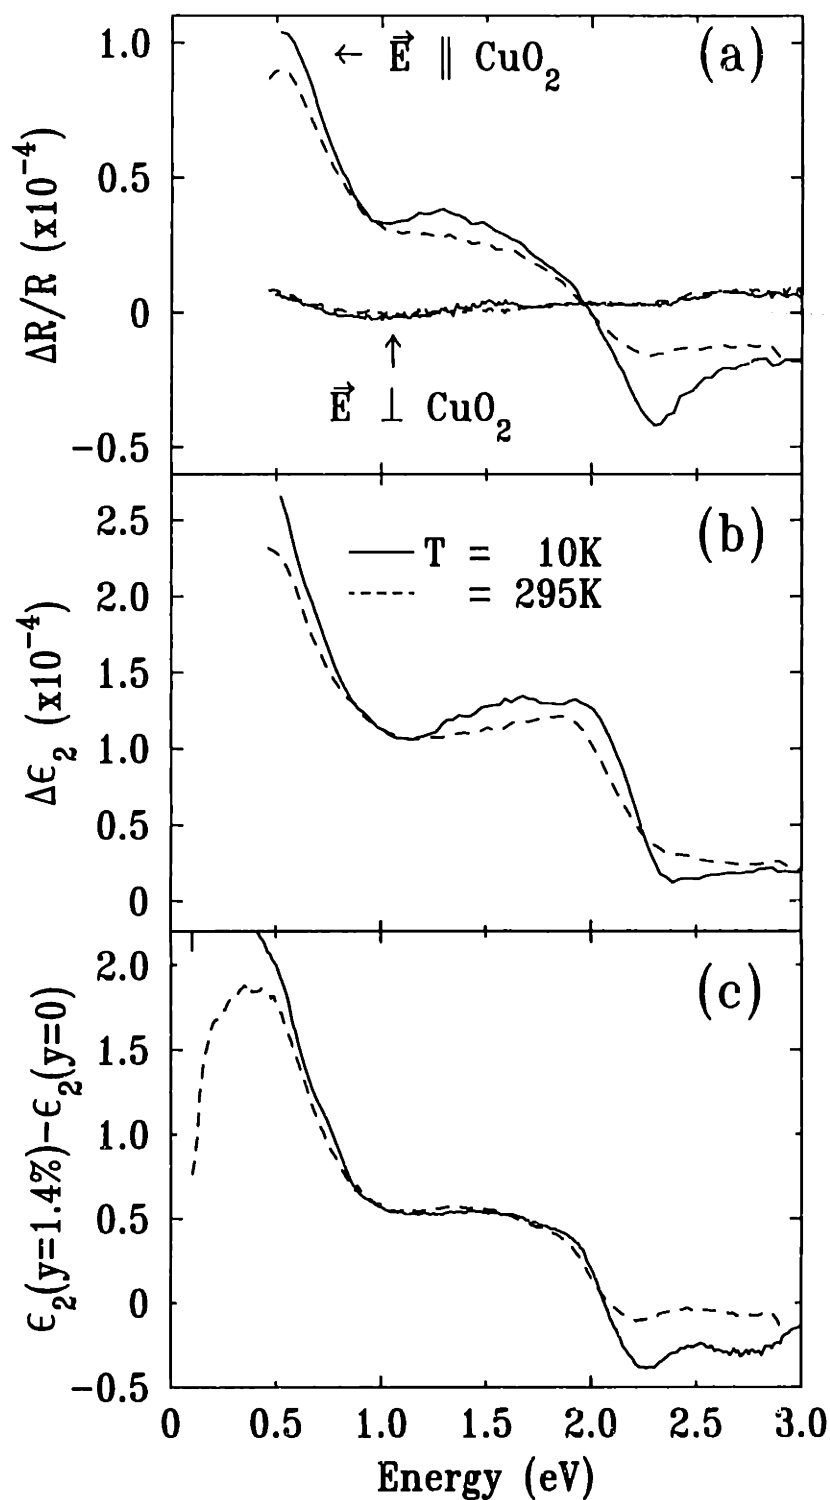 1.0
← E⃗ ∥ CuO₂
(a)
0.5
ΔR/R (x10⁻⁴)
0
↑
E⃗ ⊥ CuO₂
−0.5
2.5
(b)
T = 10K
= 295K
2.0
1.5
Δϵ₂ (x10⁻⁴)
1.0
0.5
0
2.0
(c)
1.5
ϵ₂(y=1.4%)−ϵ₂(y=0)
1.0
0.5
0
−0.5
0 0.5 1.0 1.5 2.0 2.5 3.0
Energy (eV)